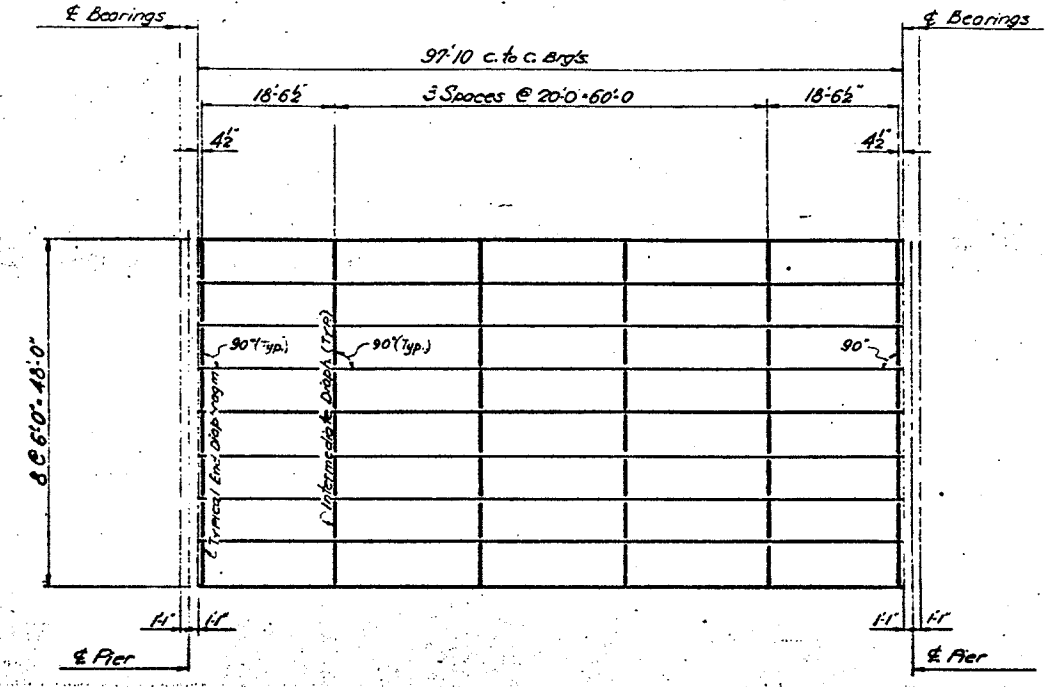 ℄ Bearings
℄ Bearings
97'-10 c. to c. Brg's.
18'-6½"
3 Spaces @ 20'-0=60'-0
18'-6½"
4½"
4½"
8 @ 6'-0"=48'-0"
90°(Typ.)
90°(Typ.)
90°
℄ Typical End Diaphragm
℄ Intermediate Diaph. (Typ.)
1'-1"
1'-1"
1'-1"
1'-1"
℄ Pier
℄ Pier